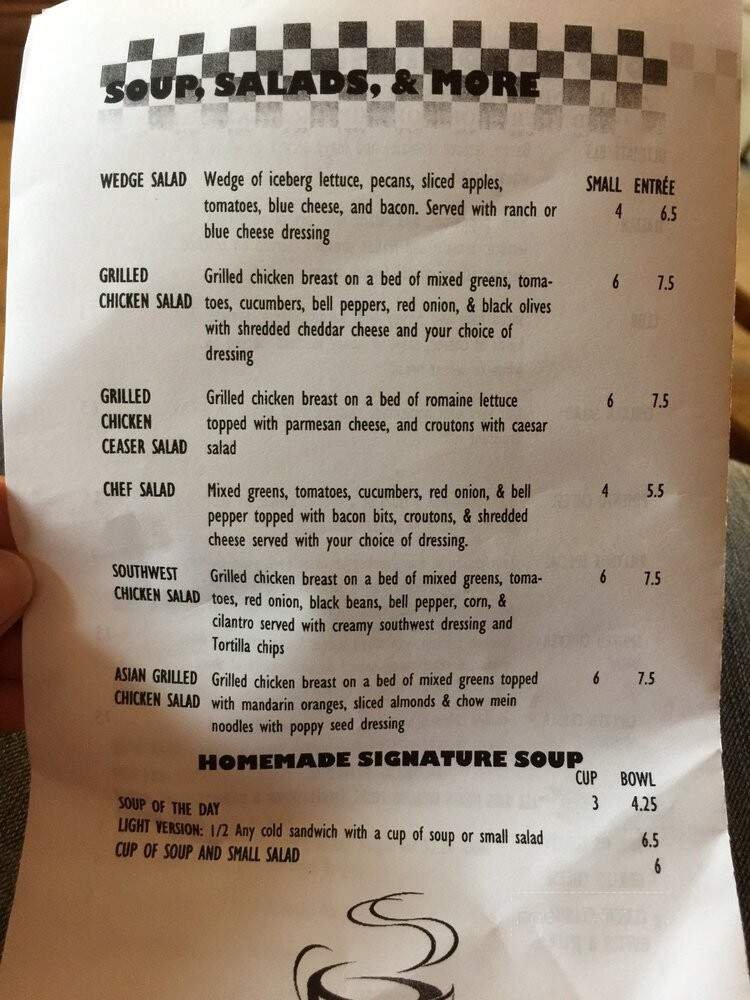 SOUP, SALADS, & MORE
SMALL ENTRÉE
WEDGE SALAD Wedge of iceberg lettuce, pecans, sliced apples, 4 6.5
tomatoes, blue cheese, and bacon. Served with ranch or
blue cheese dressing
GRILLED Grilled chicken breast on a bed of mixed greens, toma- 6 7.5
CHICKEN SALAD toes, cucumbers, bell peppers, red onion, & black olives
with shredded cheddar cheese and your choice of
dressing
GRILLED Grilled chicken breast on a bed of romaine lettuce 6 7.5
CHICKEN topped with parmesan cheese, and croutons with caesar
CEASER SALAD salad
CHEF SALAD Mixed greens, tomatoes, cucumbers, red onion, & bell 4 5.5
pepper topped with bacon bits, croutons, & shredded
cheese served with your choice of dressing.
SOUTHWEST Grilled chicken breast on a bed of mixed greens, toma- 6 7.5
CHICKEN SALAD toes, red onion, black beans, bell pepper, corn, &
cilantro served with creamy southwest dressing and
Tortilla chips
ASIAN GRILLED Grilled chicken breast on a bed of mixed greens topped 6 7.5
CHICKEN SALAD with mandarin oranges, sliced almonds & chow mein
noodles with poppy seed dressing
HOMEMADE SIGNATURE SOUP
CUP BOWL
SOUP OF THE DAY 3 4.25
LIGHT VERSION: 1/2 Any cold sandwich with a cup of soup or small salad 6.5
CUP OF SOUP AND SMALL SALAD 6